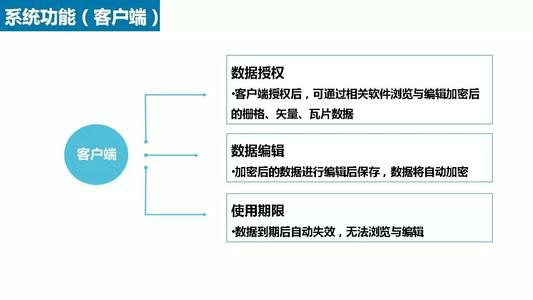 系统功能（客户端）
客户端
数据授权
•客户端授权后，可通过相关软件浏览与编辑加密后
的栅格、矢量、瓦片数据
数据编辑
•加密后的数据进行编辑后保存，数据将自动加密
使用期限
•数据到期后自动失效，无法浏览与编辑